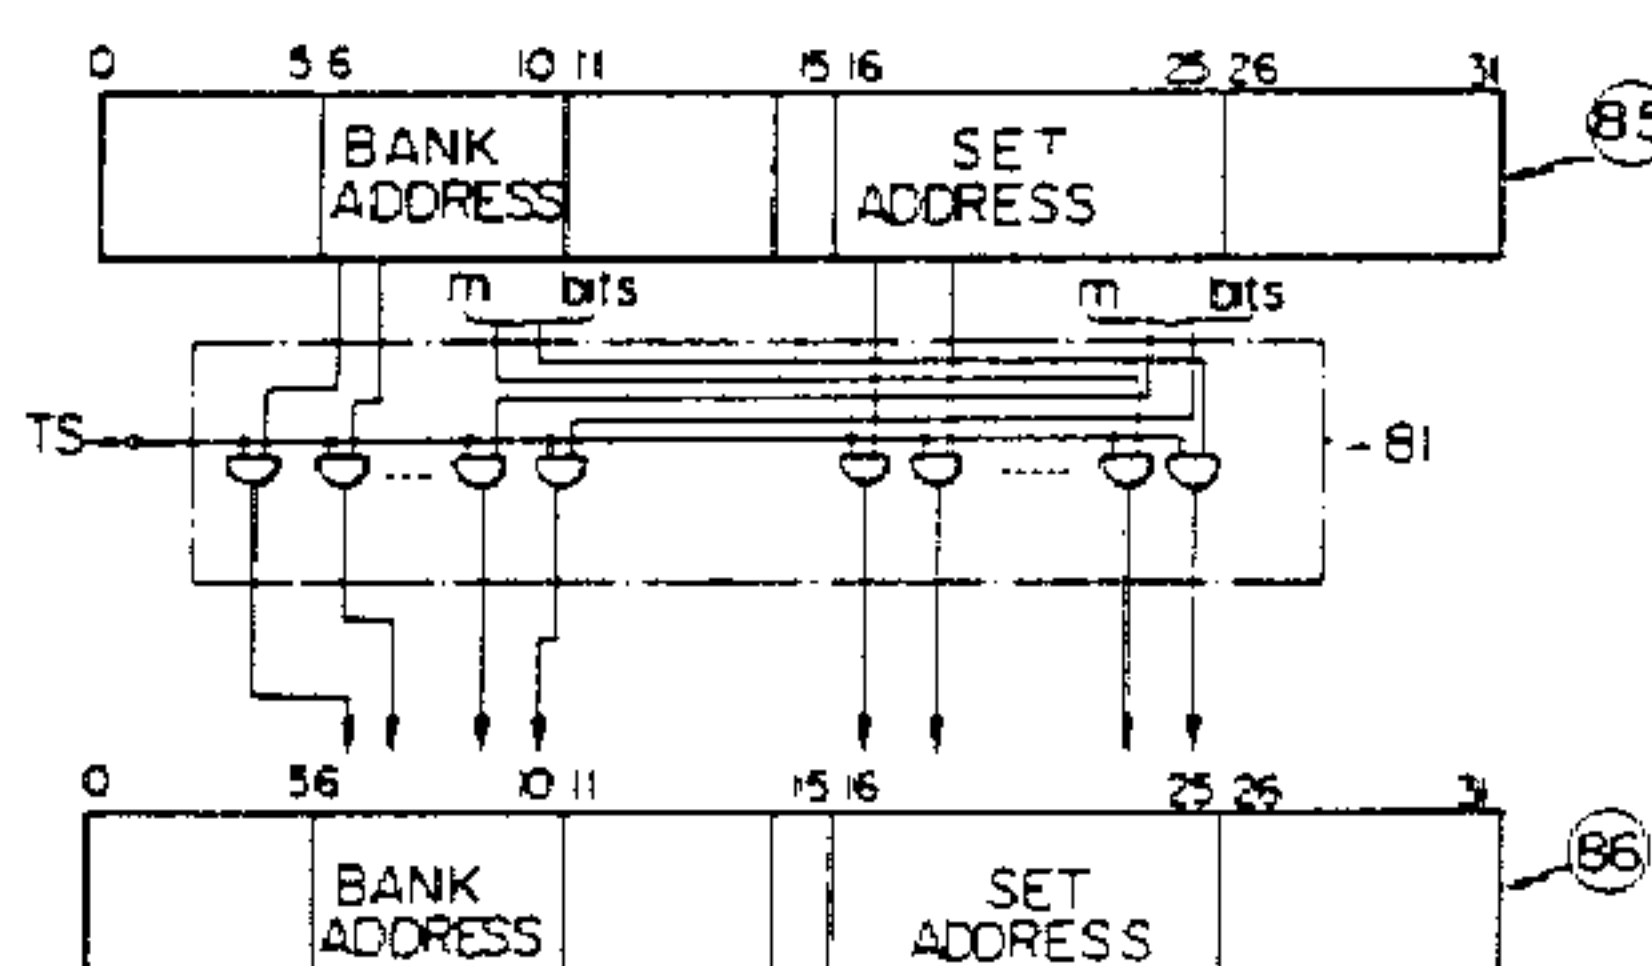 0 5 6 10 11 15 16 25 26 31
BANK ADDRESS
SET ADDRESS
85
m bits
m bits
TS
81
0 5 6 10 11 15 16 25 26 31
BANK ADDRESS
SET ADDRESS
86